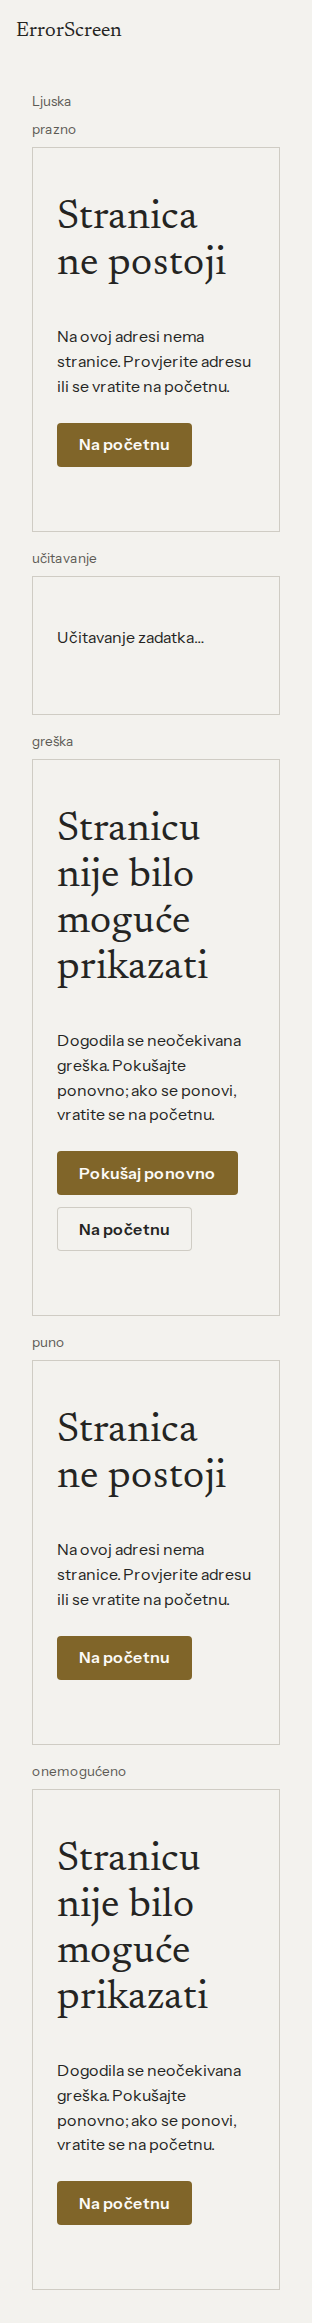 ErrorScreen
Ljuska
prazno
Stranica
ne postoji
Na ovoj adresi nema
stranice. Provjerite adresu
ili se vratite na početnu.
Na početnu
učitavanje
Učitavanje zadatka...
greška
Stranicu
nije bilo
moguće
prikazati
Dogodila se neočekivana
greška. Pokušajte
ponovno; ako se ponovi,
vratite se na početnu.
Pokušaj ponovno
Na početnu
puno
Stranica
ne postoji
Na ovoj adresi nema
stranice. Provjerite adresu
ili se vratite na početnu.
Na početnu
onemogućeno
Stranicu
nije bilo
moguće
prikazati
Dogodila se neočekivana
greška. Pokušajte
ponovno; ako se ponovi,
vratite se na početnu.
Na početnu